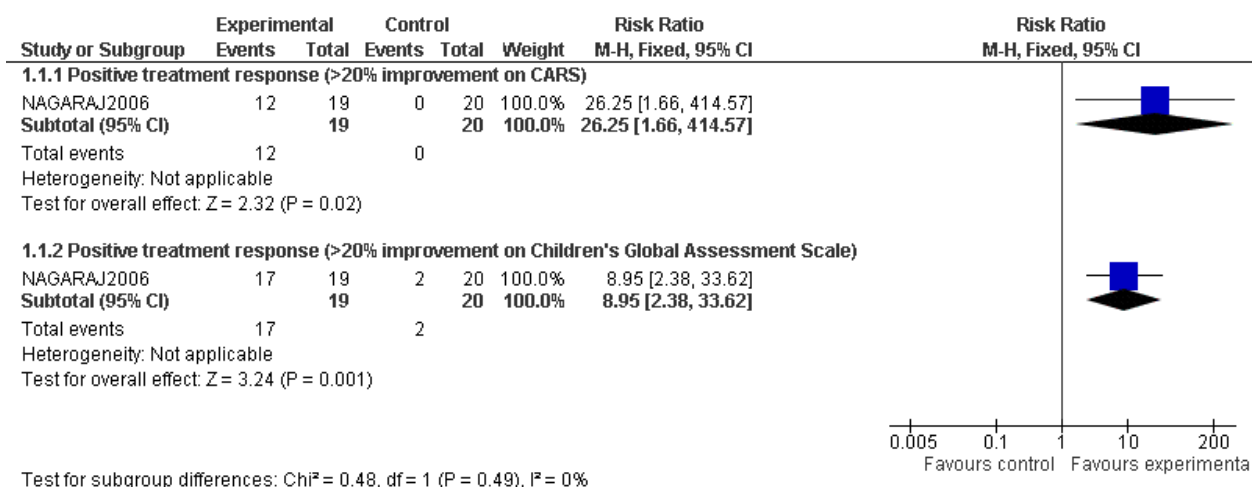 Experimental Control Risk Ratio Risk Ratio
Study or Subgroup Events Total Events Total Weight M-H, Fixed, 95% CI M-H, Fixed, 95% CI
1.1.1 Positive treatment response (>20% improvement on CARS)
NAGARAJ2006 12 19 0 20 100.0% 26.25 [1.66, 414.57]
Subtotal (95% CI) 19 20 100.0% 26.25 [1.66, 414.57]
Total events 12 0
Heterogeneity: Not applicable
Test for overall effect: Z = 2.32 (P = 0.02)
1.1.2 Positive treatment response (>20% improvement on Children's Global Assessment Scale)
NAGARAJ2006 17 19 2 20 100.0% 8.95 [2.38, 33.62]
Subtotal (95% CI) 19 20 100.0% 8.95 [2.38, 33.62]
Total events 17 2
Heterogeneity: Not applicable
Test for overall effect: Z = 3.24 (P = 0.001)
0.005 0.1 1 10 200
Favours control Favours experimenta
Test for subgroup differences: Chi² = 0.48, df = 1 (P = 0.49), I² = 0%